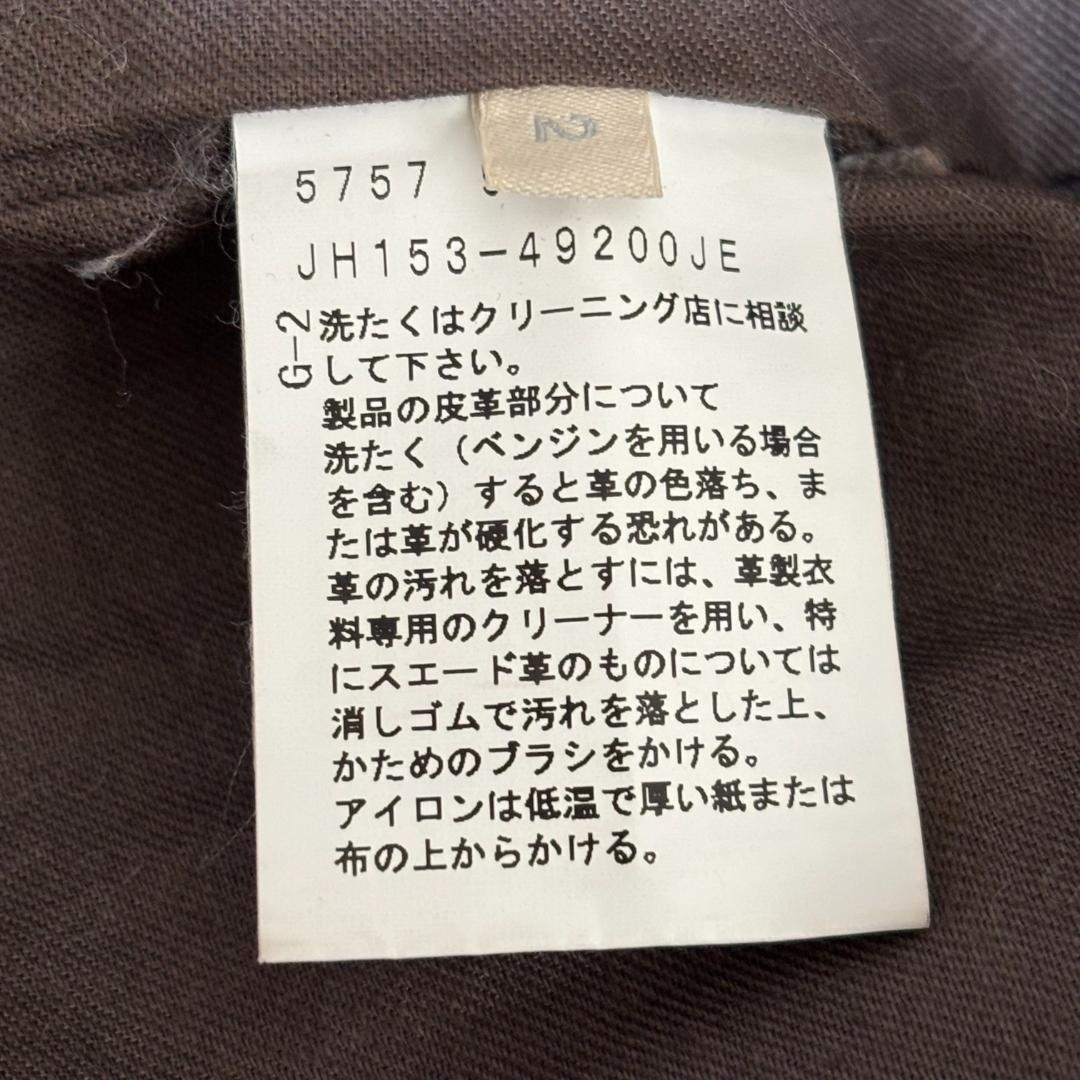 2
5757
JH153-49200JE
G-2
洗たくはクリーニング店に相談
して下さい。
製品の皮革部分について
洗たく(ベンジンを用いる場合
を含む)すると革の色落ち、ま
たは革が硬化する恐れがある。
革の汚れを落とすには、革製衣
料専用のクリーナーを用い、特
にスエード革のものについては
消しゴムで汚れを落とした上、
かためのブラシをかける。
アイロンは低温で厚い紙または
布の上からかける。